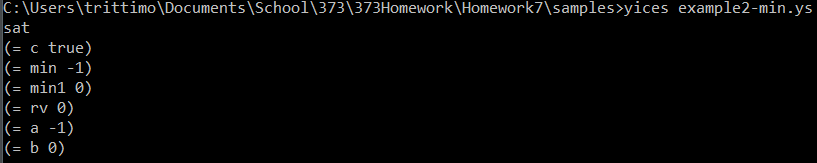 C:\Users\trittimo\Documents\School\373\373Homework\Homework7\samples>yices example2-min.ys
sat
(= c true)
(= min -1)
(= min1 0)
(= rv 0)
(= a -1)
(= b 0)